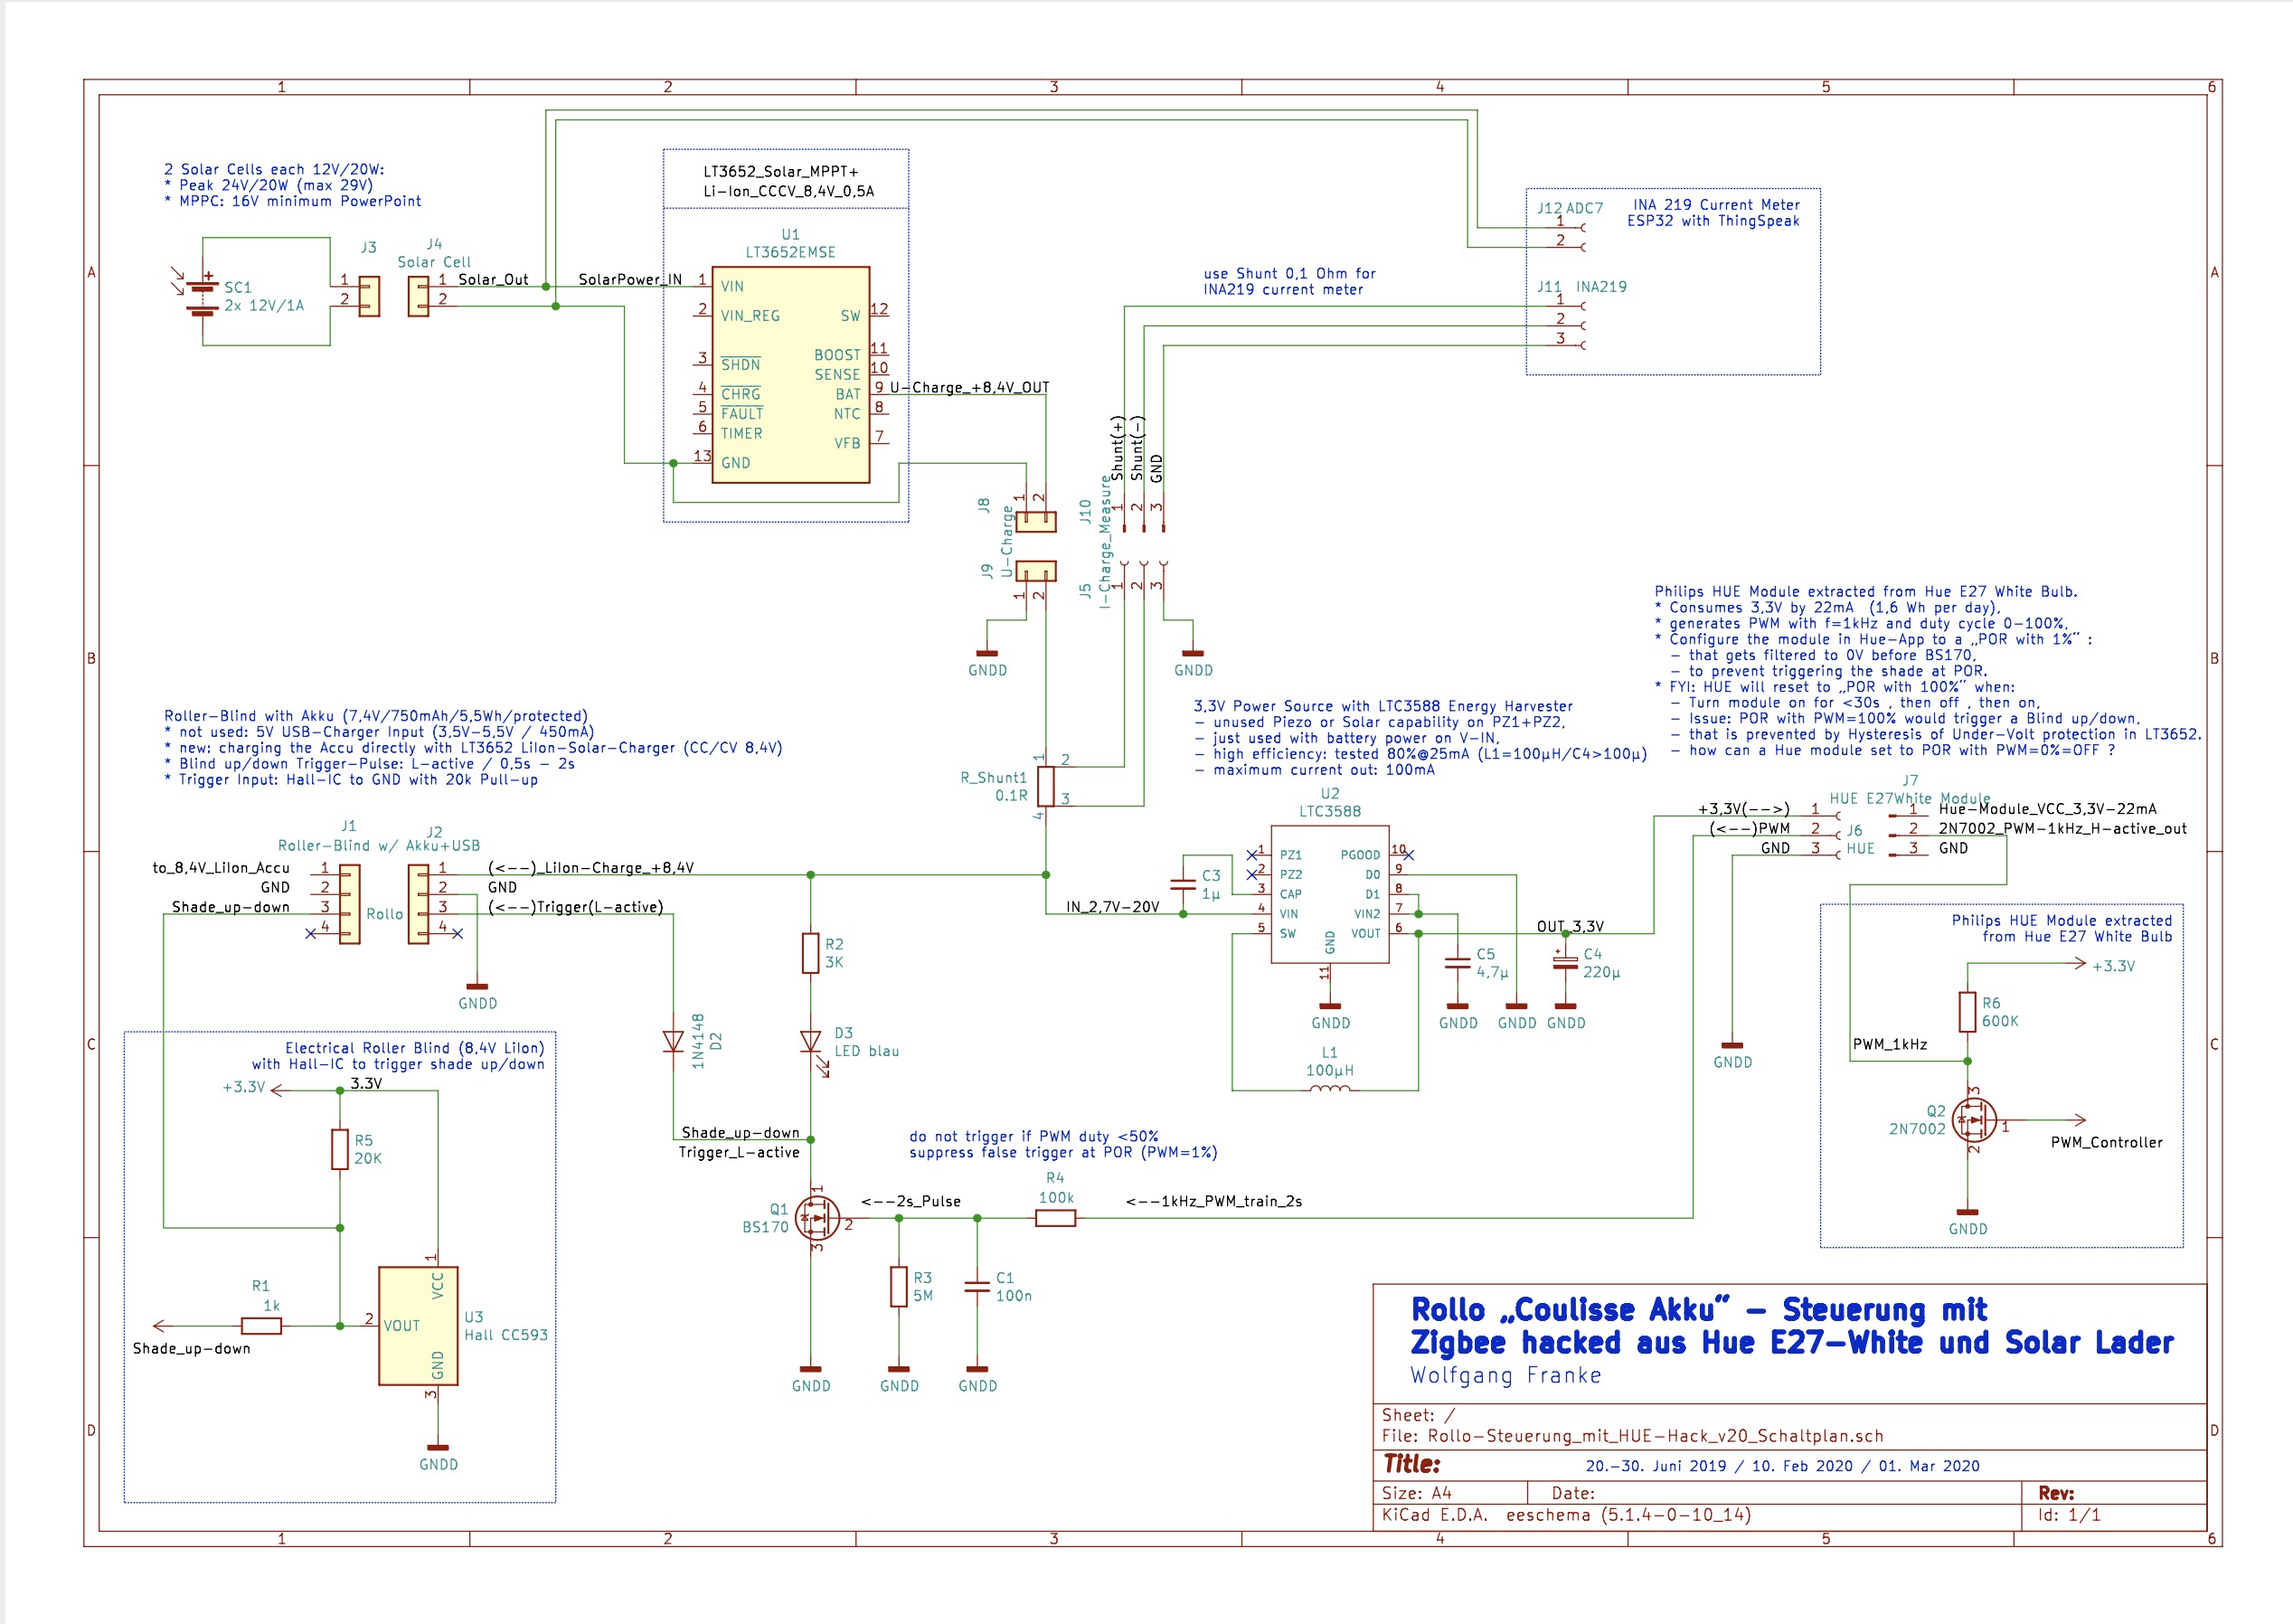 1 2 3 4 5 6
2 Solar Cells each 12V/20W:
* Peak 24V/20W (max 29V)
* MPPC: 16V minimum PowerPoint
LT3652_Solar_MPPT+
Li-Ion_CCCV_8,4V_0,5A
U1
LT3652EMSE
J3
J4
Solar Cell
1
2
1
2
Solar_Out
SolarPower_IN
SC1
2x 12V/1A
+
1 VIN
2 VIN_REG
3 SHDN
4 CHRG
5 FAULT
6 TIMER
13 GND
SW 12
BOOST 11
SENSE 10
BAT 9
NTC 8
VFB 7
U-Charge_+8,4V_OUT
INA 219 Current Meter
ESP32 with ThingSpeak
J12 ADC7
1
2
J11 INA219
1
2
3
use Shunt 0,1 Ohm for
INA219 current meter
A
A
Shunt(+)
Shunt(-)
GND
J8
1
2
U-Charge
J9
1
2
J10
1
2
3
I-Charge_Measure
J5
1
2
3
GNDD
GNDD
B
B
Philips HUE Module extracted from Hue E27 White Bulb.
* Consumes 3,3V by 22mA (1,6 Wh per day),
* generates PWM with f=1kHz and duty cycle 0-100%,
* Configure the module in Hue-App to a „POR with 1%“ :
- that gets filtered to 0V before BS170,
- to prevent triggering the shade at POR.
* FYI: HUE will reset to „POR with 100%“ when:
- Turn module on for <30s , then off , then on,
- Issue: POR with PWM=100% would trigger a Blind up/down,
- that is prevented by Hysteresis of Under-Volt protection in LT3652.
- how can a Hue module set to POR with PWM=0%=OFF ?
Roller-Blind with Akku (7,4V/750mAh/5,5Wh/protected)
* not used: 5V USB-Charger Input (3,5V-5,5V / 450mA)
* new: charging the Accu directly with LT3652 LiIon-Solar-Charger (CC/CV 8,4V)
* Blind up/down Trigger-Pulse: L-active / 0,5s - 2s
* Trigger Input: Hall-IC to GND with 20k Pull-up
3,3V Power Source with LTC3588 Energy Harvester
- unused Piezo or Solar capability on PZ1+PZ2,
- just used with battery power on V-IN,
- high efficiency: tested 80%@25mA (L1=100µH/C4>100µ)
- maximum current out: 100mA
R_Shunt1
0.1R
1
2
3
4
U2
LTC3588
1 PZ1
2 PZ2
3 CAP
4 VIN
5 SW
PGOOD 10
D0 9
D1 8
VIN2 7
VOUT 6
GND
11
GNDD
C3
1µ
IN_2,7V-20V
C5
4,7µ
GNDD
GNDD
OUT_3,3V
+
C4
220µ
GNDD
L1
100µH
J7
HUE E27White Module
+3,3V(-->) 1
(<--)PWM 2
GND 3
J6
HUE
1 Hue-Module_VCC_3,3V-22mA
2 2N7002_PWM-1kHz_H-active_out
3 GND
GNDD
Philips HUE Module extracted
from Hue E27 White Bulb
+3.3V
R6
600K
PWM_1kHz
3
Q2
2N7002
1
2
PWM_Controller
GNDD
J1
J2
Roller-Blind w/ Akku+USB
to_8,4V_LiIon_Accu 1
GND 2
Shade_up-down 3
4
Rollo
1 (<--)_LiIon-Charge_+8,4V
2 GND
3 (<--)Trigger(L-active)
4
GNDD
C
C
R2
3K
D3
LED blau
1N4148
D2
Shade_up-down
Trigger_L-active
Electrical Roller Blind (8,4V LiIon)
with Hall-IC to trigger shade up/down
+3.3V
3.3V
R5
20K
R1
1k
Shade_up-down
1
VCC
2 VOUT
GND
3
U3
Hall CC593
GNDD
do not trigger if PWM duty <50%
suppress false trigger at POR (PWM=1%)
Q1
BS170
1
2
3
<--2s_Pulse
R4
100k
<--1kHz_PWM_train_2s
R3
5M
C1
100n
GNDD
GNDD
GNDD
D
D
Rollo „Coulisse Akku“ - Steuerung mit
Zigbee hacked aus Hue E27-White und Solar Lader
Wolfgang Franke
Sheet: /
File: Rollo-Steuerung_mit_HUE-Hack_v20_Schaltplan.sch
Title: 20.-30. Juni 2019 / 10. Feb 2020 / 01. Mar 2020
Size: A4 Date: Rev:
KiCad E.D.A. eeschema (5.1.4-0-10_14) Id: 1/1
1 2 3 4 5 6